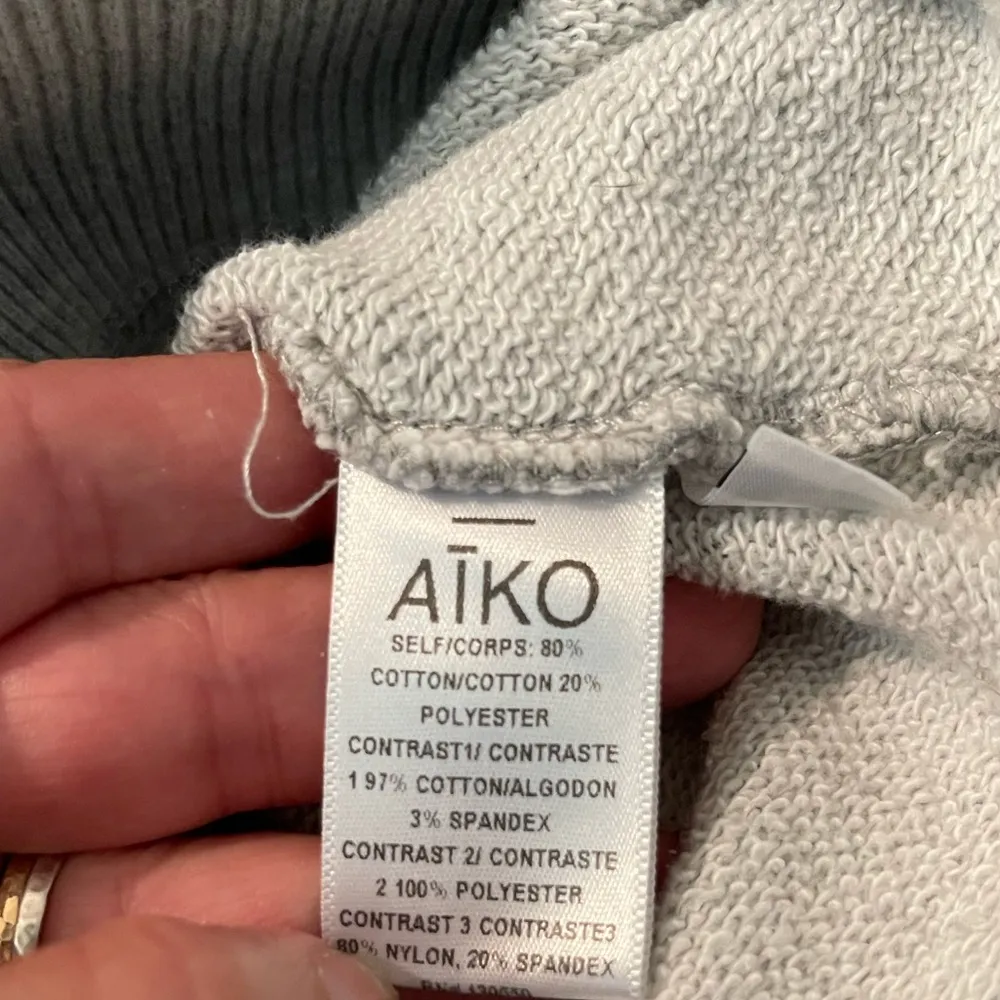 AĪKO
SELF/CORPS: 80%
COTTON/COTTON 20%
POLYESTER
CONTRAST1/ CONTRASTE
1 97% COTTON/ALGODON
3% SPANDEX
CONTRAST 2/ CONTRASTE
2 100% POLYESTER
CONTRAST 3 CONTRASTE3
80% NYLON, 20% SPANDEX